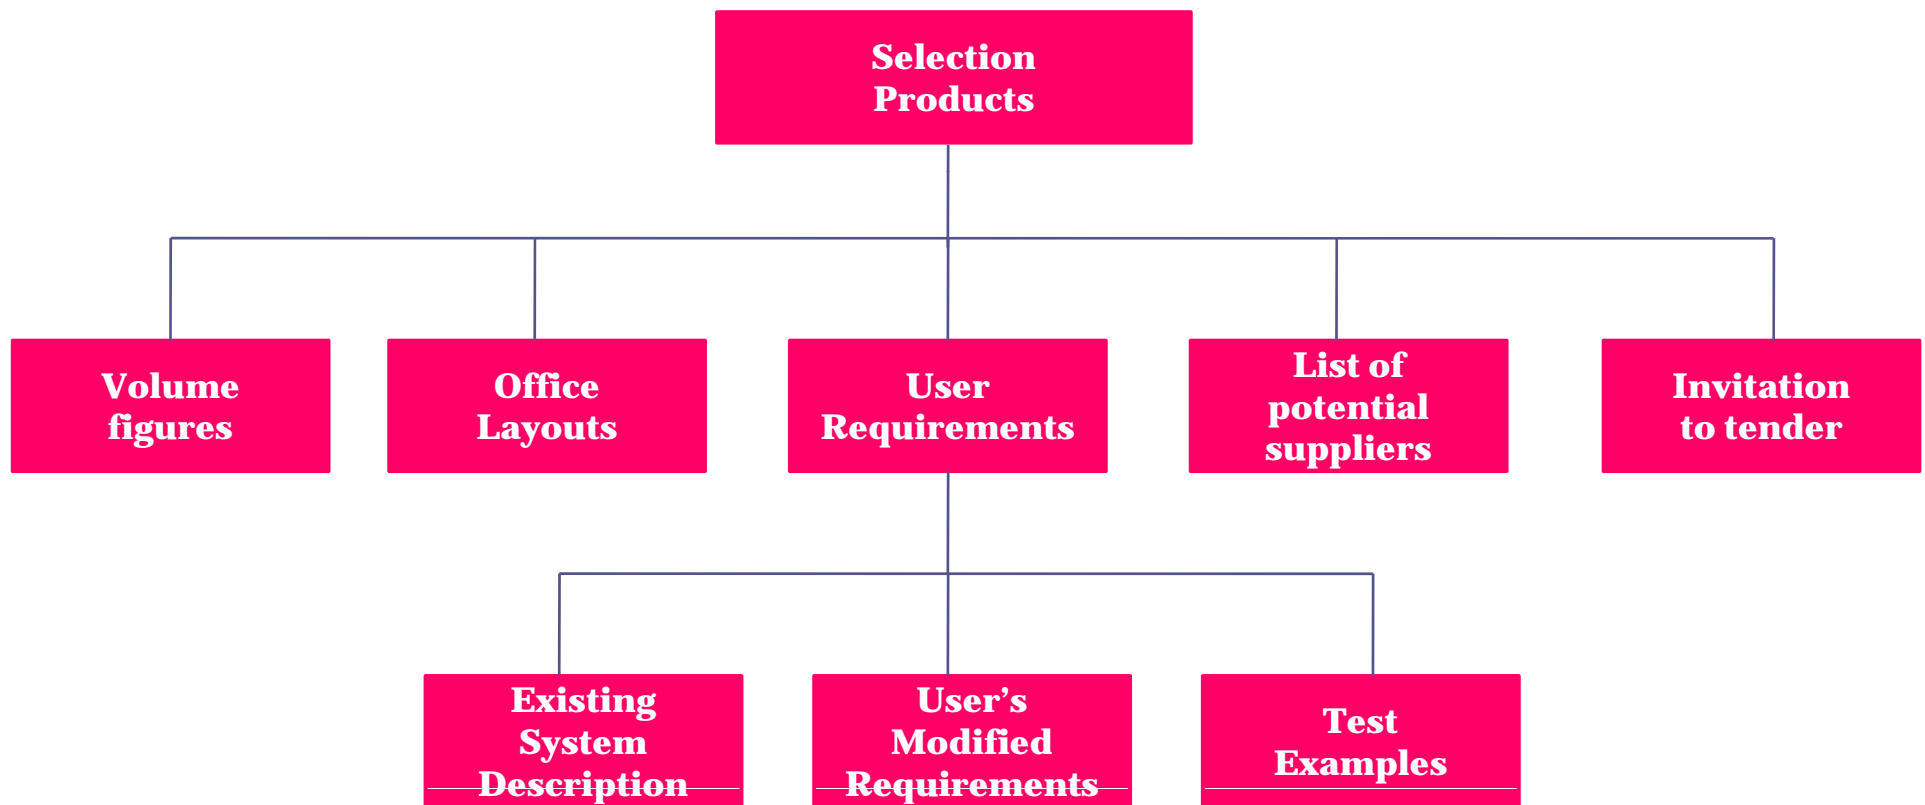 Selection
Products
Volume
figures
Office
Layouts
User
Requirements
List of
potential
suppliers
Invitation
to tender
Existing
System
Description
User’s
Modified
Requirements
Test
Examples